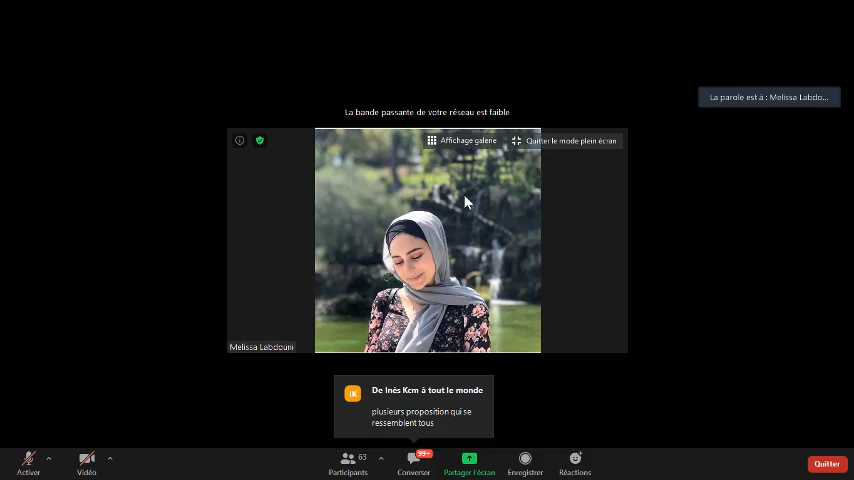 La parole est à : Melissa Labdo...
La bande passante de votre réseau est faible
Affichage galerie
Quitter le mode plein écran
Melissa Labdouni
IK
De Inès Kcm à tout le monde
plusieurs proposition qui se
ressemblent tous
63
99+
Activer
Vidéo
Participants
Converser
Partager l'écran
Enregistrer
Réactions
Quitter